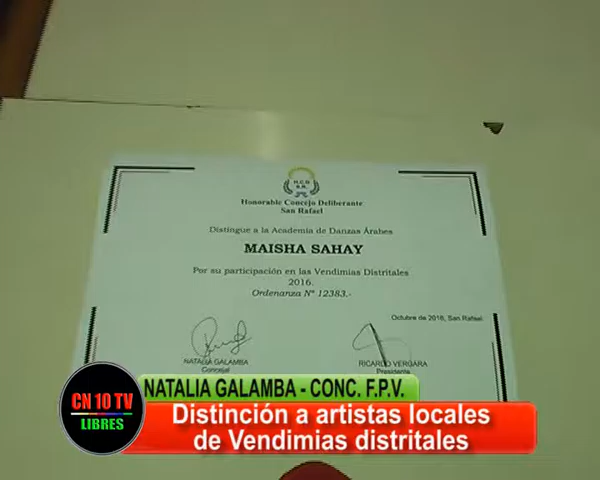 H.C.D
S.R.
Honorable Concejo Deliberante
San Rafael
Distingue a la Academia de Danzas Árabes
MAISHA SAHAY
Por su participación en las Vendimias Distritales
2016.
Ordenanza Nº 12383.-
Octubre de 2016, San Rafael
NATALIA GALAMBA
Concejal
RICARDO VERGARA
Presidente
NATALIA GALAMBA - CONC. F.P.V.
CN 10 TV
LIBRES
Distinción a artistas locales
de Vendimias distritales